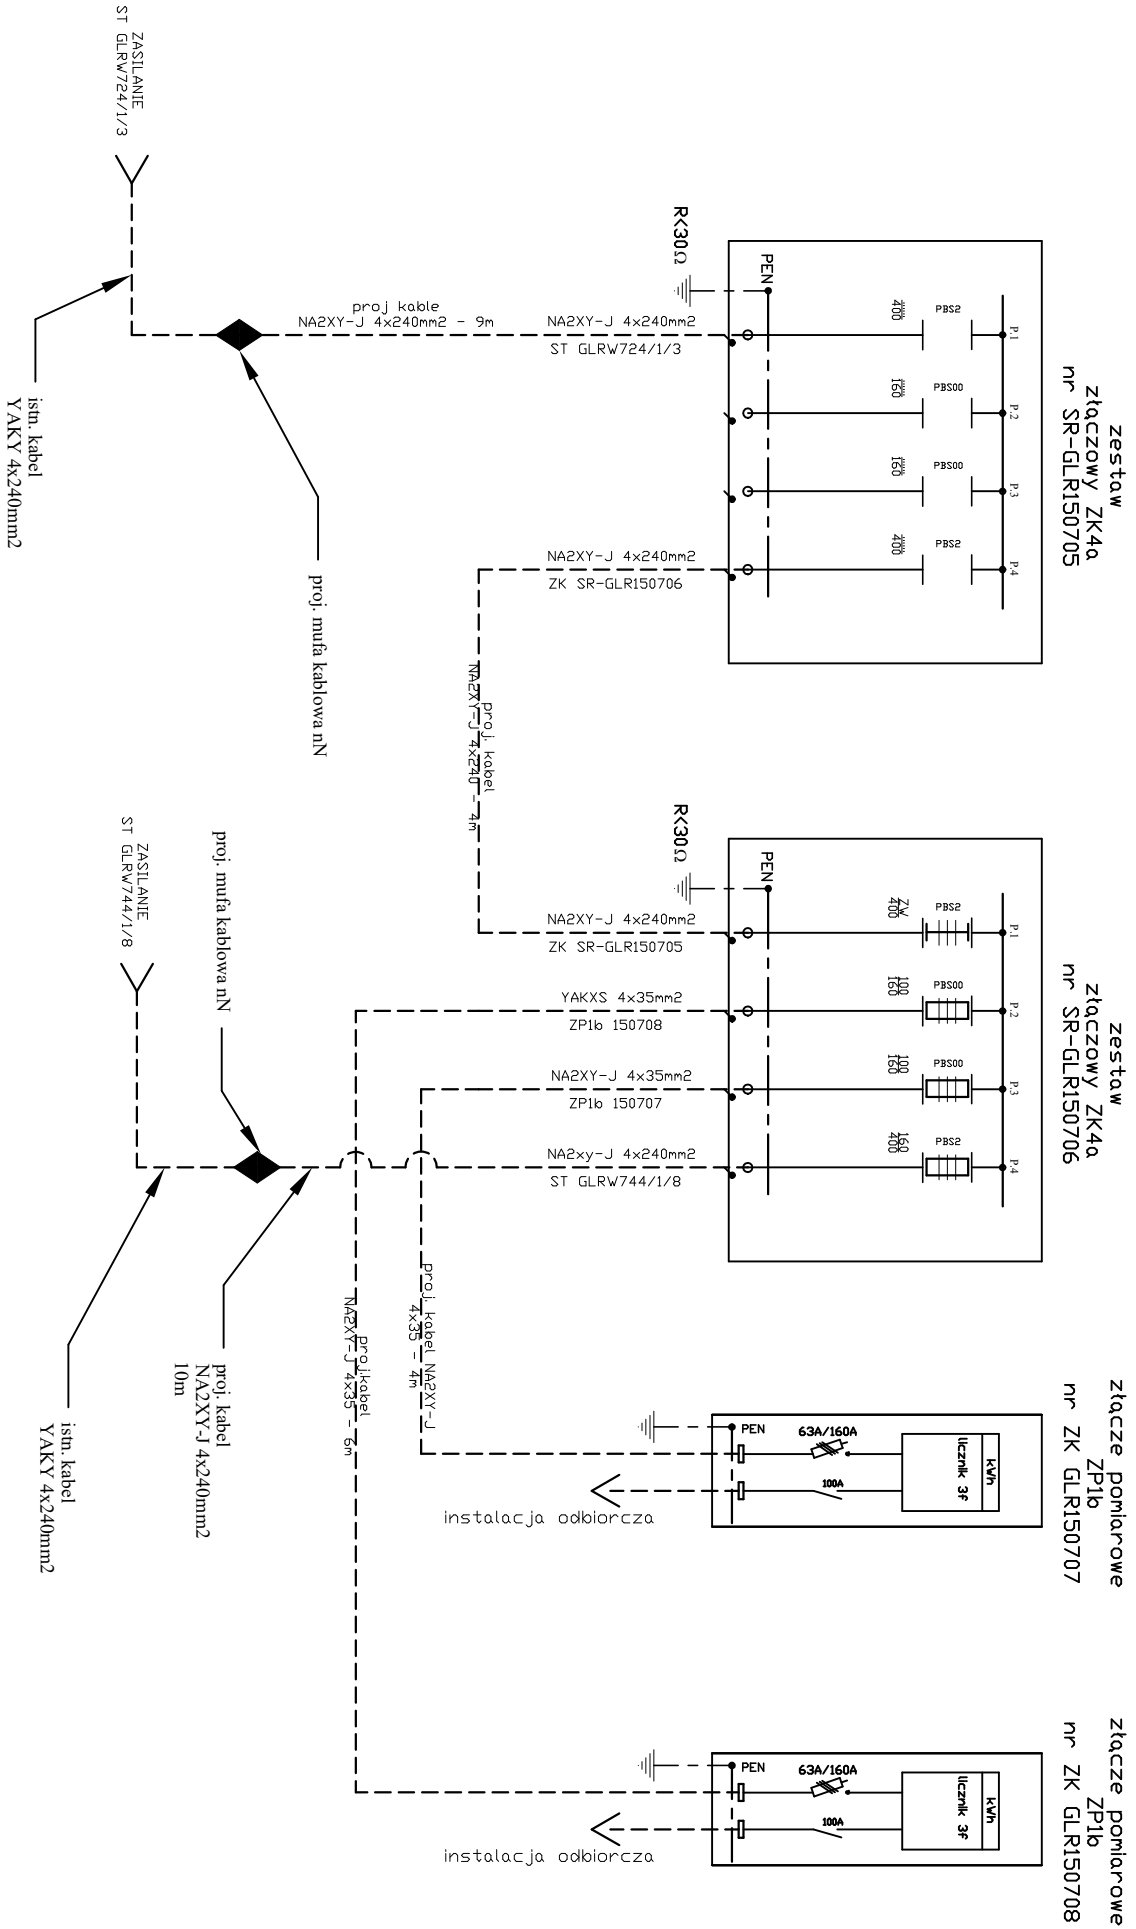 zestaw
złączowy ZK4a
nr SR-GLR150705
P.1
P.2
P.3
P.4
PBS2
PBS00
PBS00
PBS2
400
160
160
400
PEN
R<30Ω
NA2XY-J 4x240mm2
ST GLRW724/1/3
NA2XY-J 4x240mm2
ZK SR-GLR150706
proj kable
NA2XY-J 4x240mm2 - 9m
ZASILANIE
ST GLRW724/1/3
istn. kabel
YAKY 4x240mm2
proj. mufa kablowa nN
proj. kabel
NA2XY-J 4x240 - 4m
zestaw
złączowy ZK4a
nr SR-GLR150706
P.1
P.2
P.3
P.4
PBS2
PBS00
PBS00
PBS2
ZW
400
100
160
100
160
160
400
PEN
R<30Ω
NA2XY-J 4x240mm2
ZK SR-GLR150705
YAKXS 4x35mm2
ZP1b 150708
NA2XY-J 4x35mm2
ZP1b 150707
NA2xy-J 4x240mm2
ST GLRW744/1/8
ZASILANIE
ST GLRW744/1/8
proj. mufa kablowa nN
proj. kabel
NA2XY-J 4x240mm2
10m
istn. kabel
YAKY 4x240mm2
proj. kabel NA2XY-J
4x35 - 4m
proj.kabel
NA2XY-J 4x35 - 6m
złącze pomiarowe
ZP1b
nr ZK GLR150707
kWh
licznik 3f
63A/160A
100A
PEN
instalacja odbiorcza
złącze pomiarowe
ZP1b
nr ZK GLR150708
kWh
licznik 3f
63A/160A
100A
PEN
instalacja odbiorcza